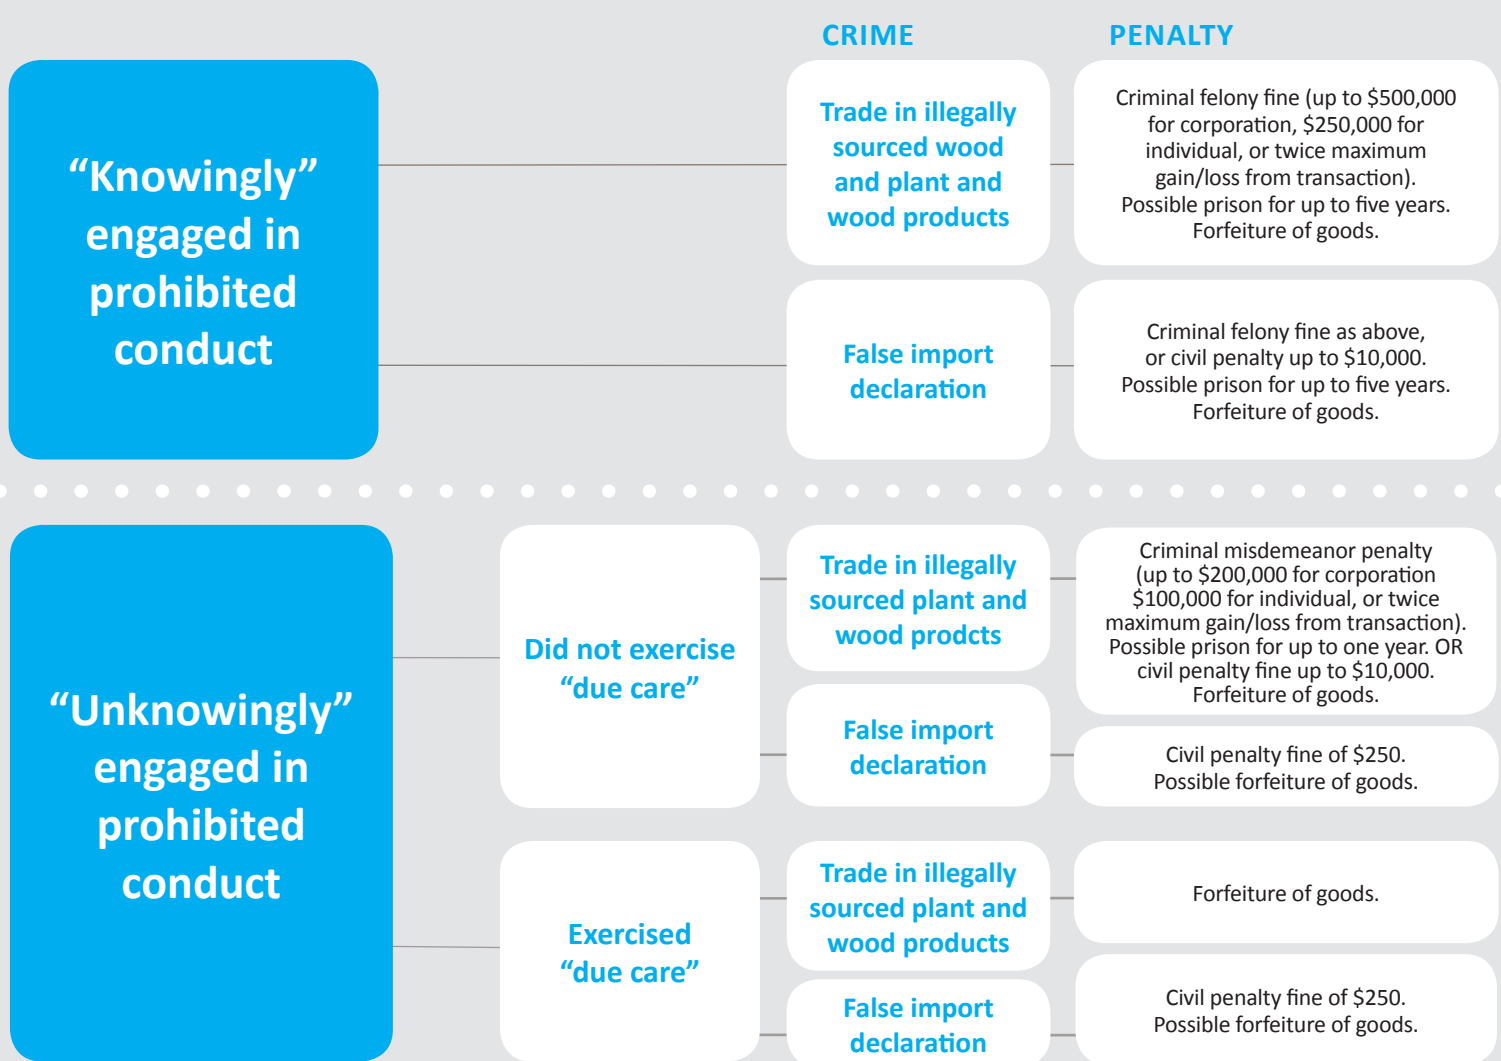 CRIME
PENALTY
“Knowingly”
engaged in
prohibited
conduct
Trade in illegally
sourced wood
and plant and
wood products
Criminal felony fine (up to $500,000
for corporation, $250,000 for
individual, or twice maximum
gain/loss from transaction).
Possible prison for up to five years.
Forfeiture of goods.
False import
declaration
Criminal felony fine as above,
or civil penalty up to $10,000.
Possible prison for up to five years.
Forfeiture of goods.
“Unknowingly”
engaged in
prohibited
conduct
Did not exercise
“due care”
Trade in illegally
sourced plant and
wood prodcts
Criminal misdemeanor penalty
(up to $200,000 for corporation
$100,000 for individual, or twice
maximum gain/loss from transaction).
Possible prison for up to one year. OR
civil penalty fine up to $10,000.
Forfeiture of goods.
False import
declaration
Civil penalty fine of $250.
Possible forfeiture of goods.
Exercised
“due care”
Trade in illegally
sourced plant and
wood products
Forfeiture of goods.
False import
declaration
Civil penalty fine of $250.
Possible forfeiture of goods.